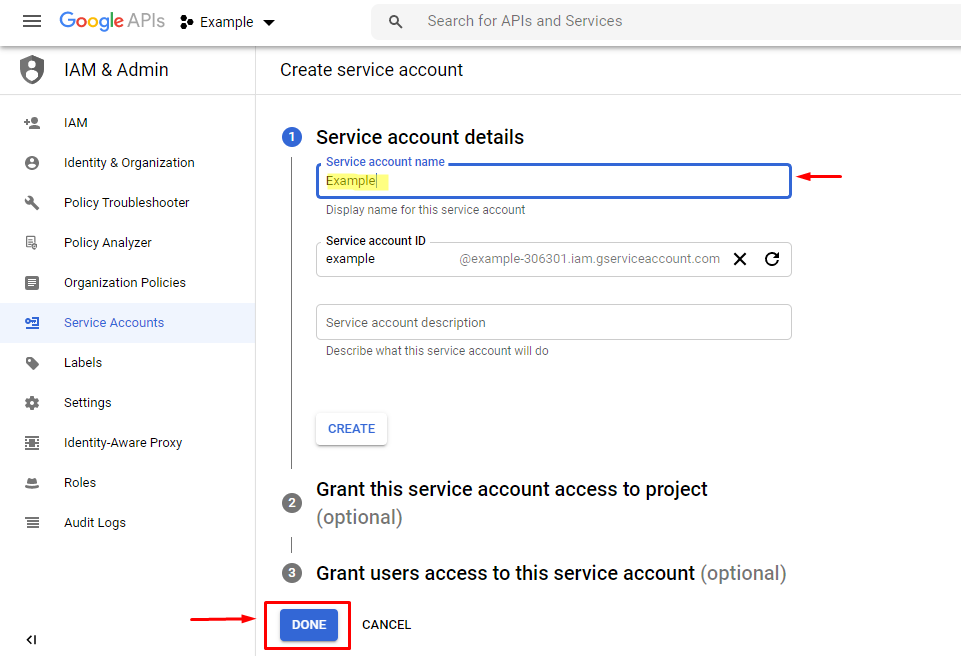 Google APIs Example Search for APIs and Services
IAM & Admin
Create service account
IAM
Identity & Organization
Policy Troubleshooter
Policy Analyzer
Organization Policies
Service Accounts
Labels
Settings
Identity-Aware Proxy
Roles
Audit Logs
1 Service account details
Service account name
Example
Display name for this service account
Service account ID
example @example-306301.iam.gserviceaccount.com
Service account description
Describe what this service account will do
CREATE
2 Grant this service account access to project
(optional)
3 Grant users access to this service account (optional)
DONE CANCEL